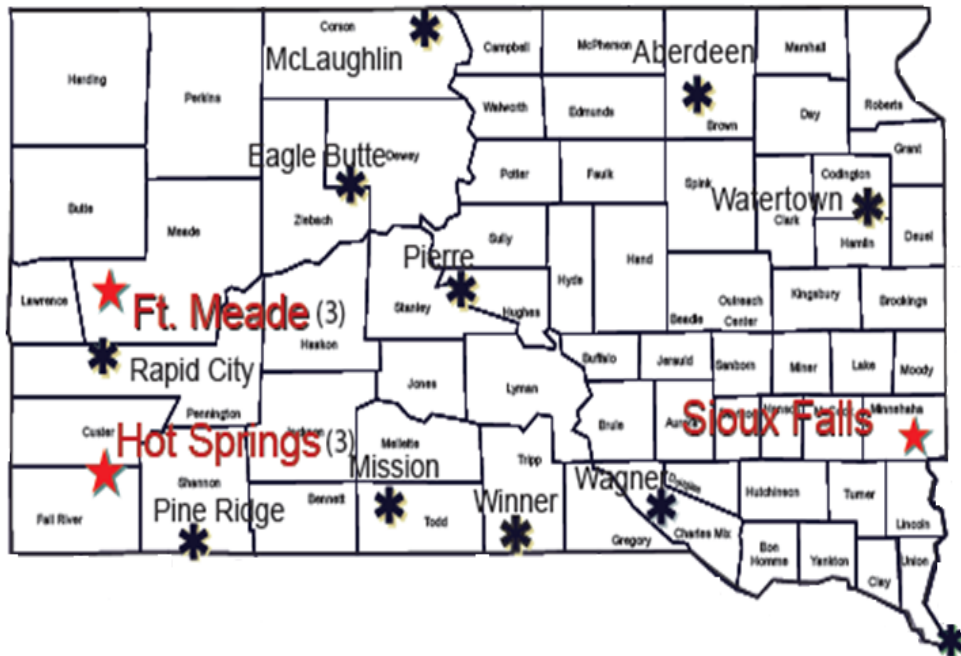 Corson
McLaughlin
Campbell
McPherson
Aberdeen
Marshall
Harding
Perkins
Walworth
Edmunds
Brown
Day
Roberts
Grant
Eagle Butte
Dewey
Potter
Faulk
Spink
Codington
Watertown
Butte
Meade
Ziebach
Clark
Hamlin
Deuel
Sully
Pierre
Hyde
Hand
Lawrence
Ft. Meade (3)
Stanley
Hughes
Beadle
Outreach
Center
Kingsbury
Brookings
Haakon
Rapid City
Buffalo
Jerauld
Sanborn
Miner
Lake
Moody
Jones
Lyman
Pennington
Custer
Hot Springs (3)
Mellette
Mission
Tripp
Brule
Sioux Falls
Minnehaha
Shannon
Fall River
Pine Ridge
Bennett
Todd
Winner
Gregory
Wagner
Douglas
Charles Mix
Hutchinson
Turner
Lincoln
Bon
Homme
Yankton
Clay
Union